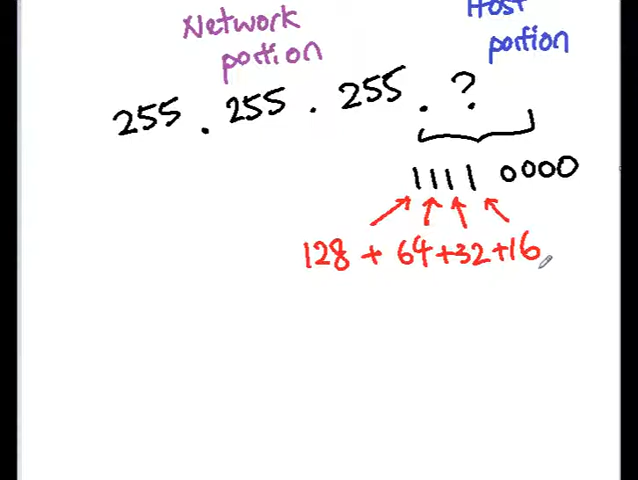 Network
portion
Host
portion
255 . 255 . 255 . ?
1111 0000
128 + 64+32+16